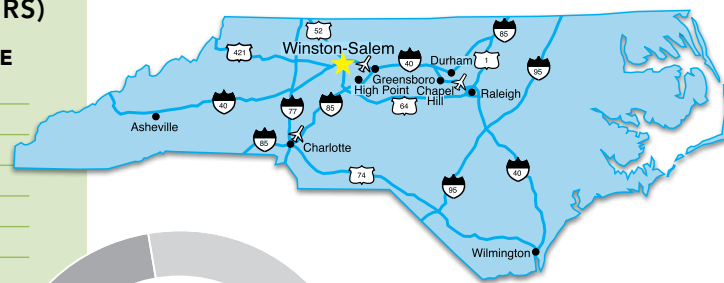 RS)
E
52
85
421
Winston-Salem
40
Durham
1
95
Greensboro
High Point
Chapel
Hill
Raleigh
64
40
77
85
Asheville
85
Charlotte
74
95
40
Wilmington